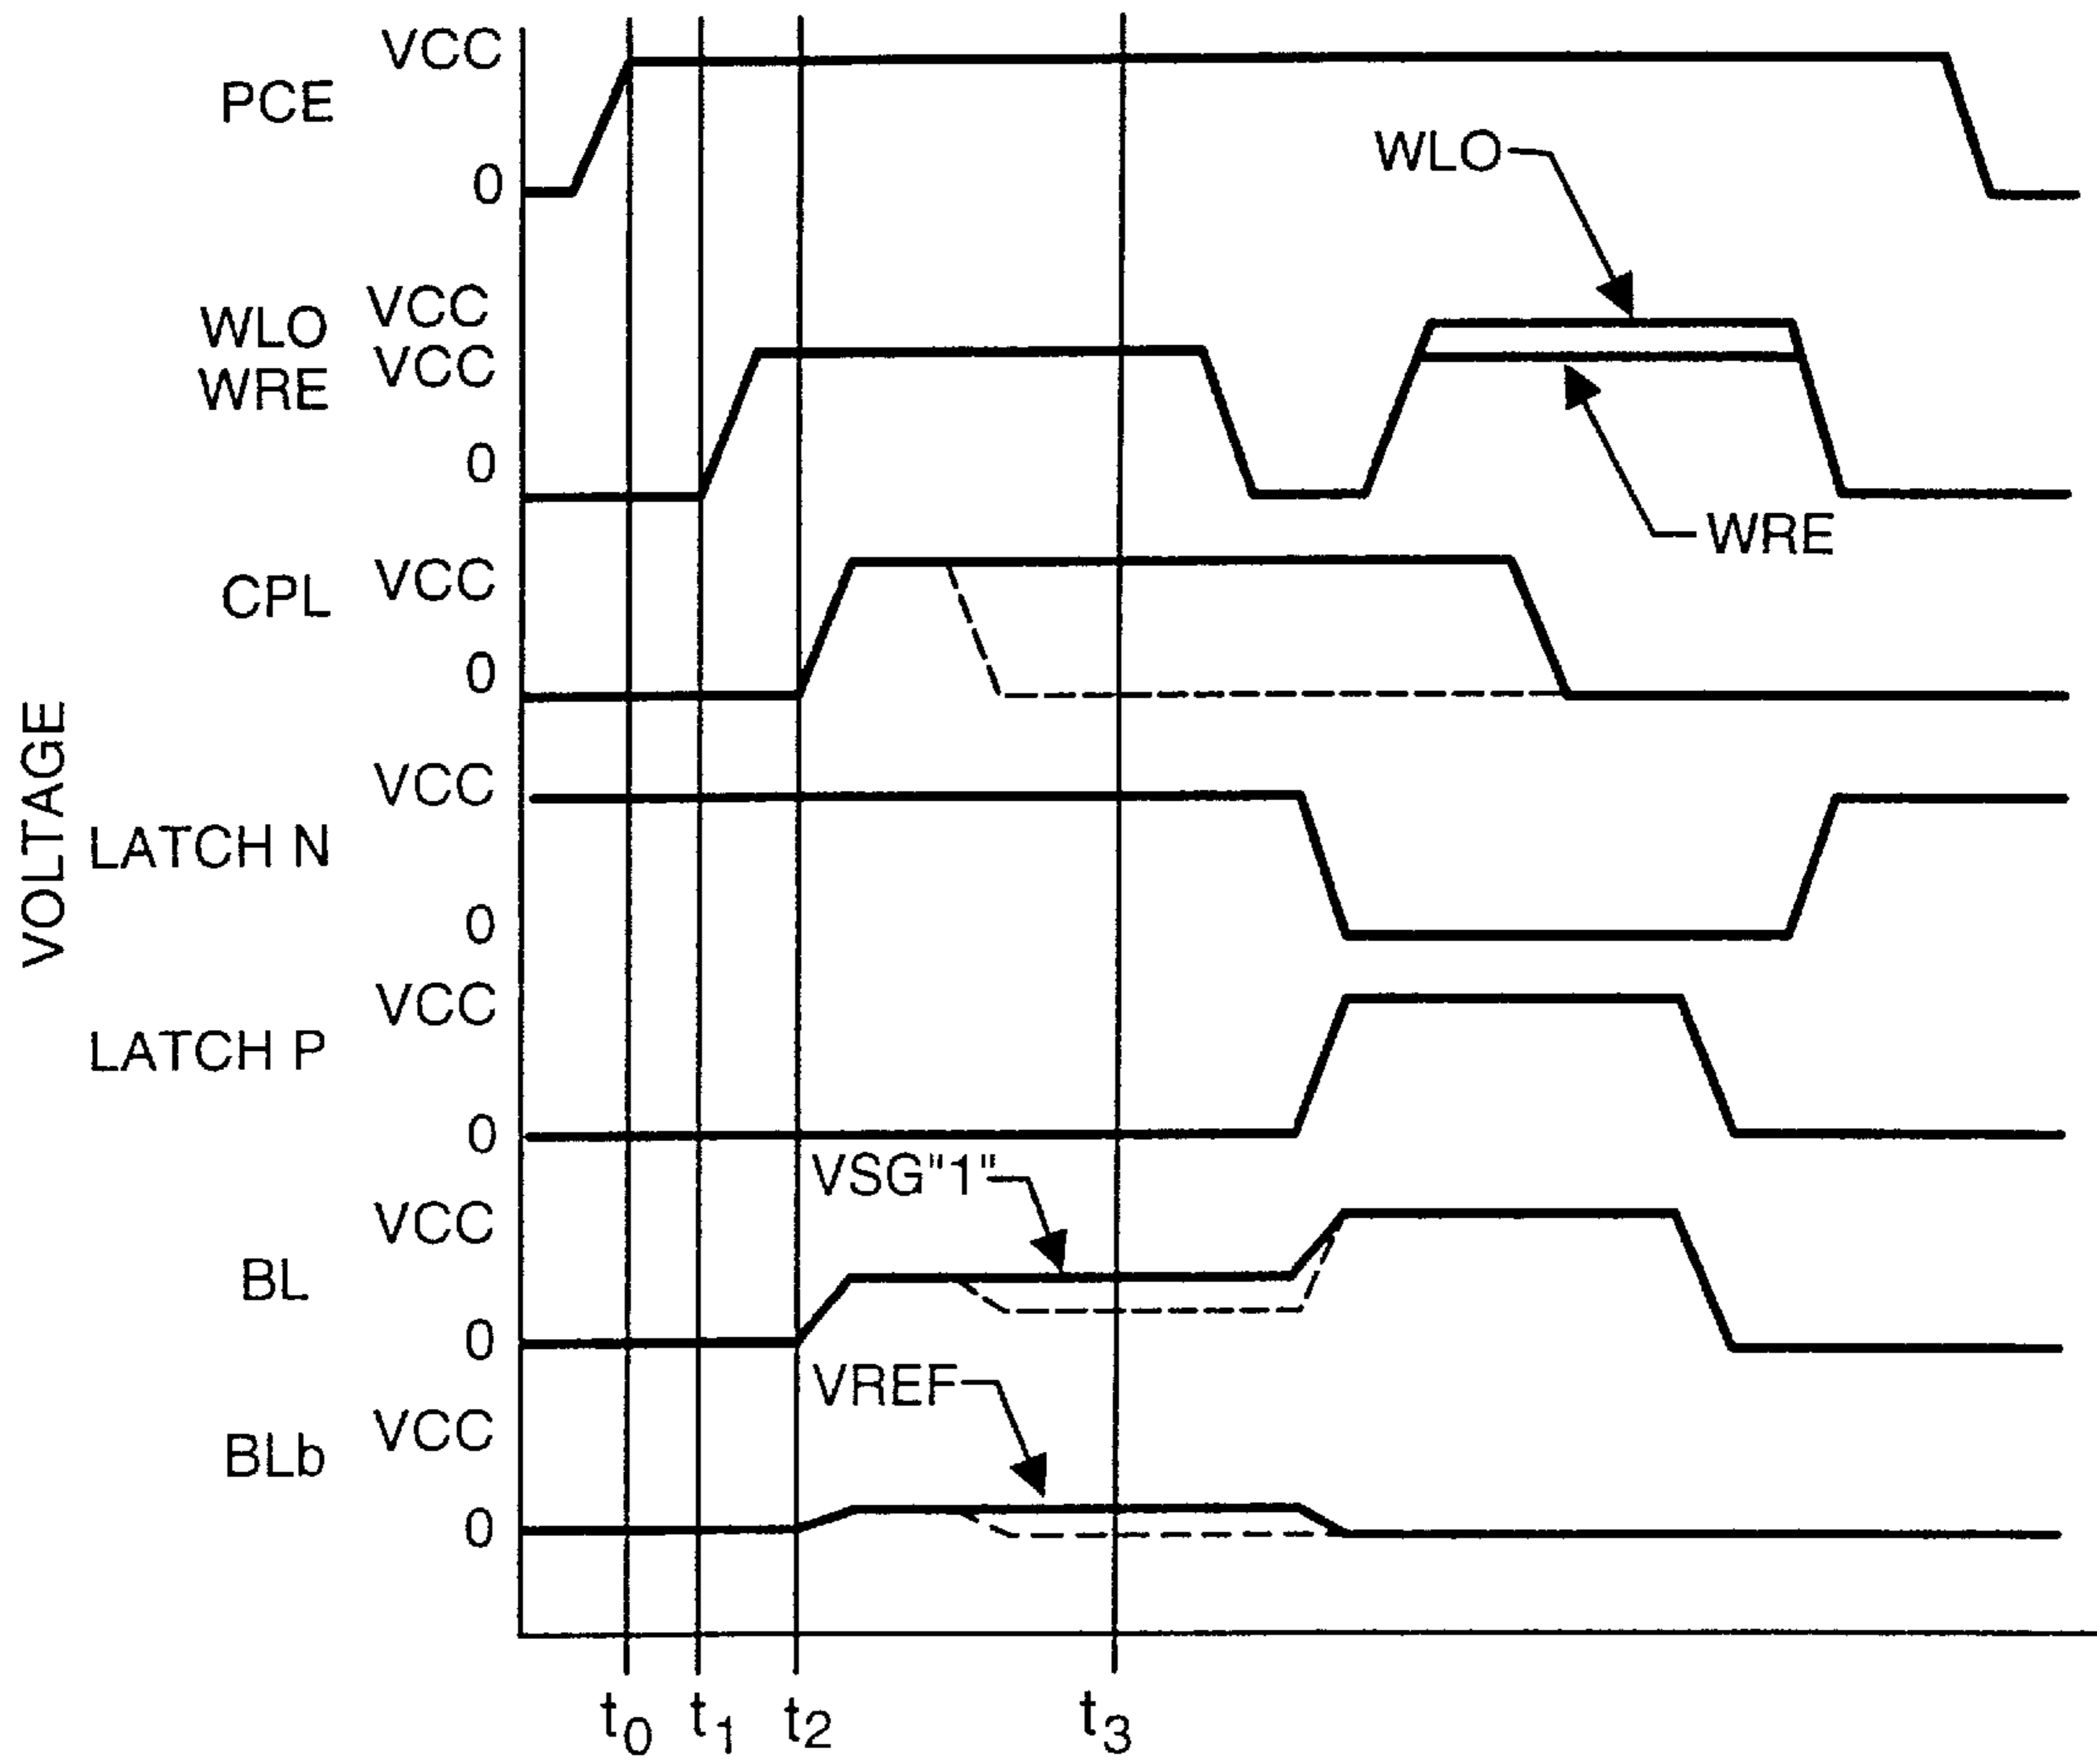 VCC
PCE
0
WLO
WLO VCC
WRE VCC
0
WRE
CPL VCC
0
VOLTAGE
VCC
LATCH N
0
VCC
LATCH P
0
VSG"1"
VCC
BL
0
VREF
VCC
BLb
0
t0 t1 t2 t3